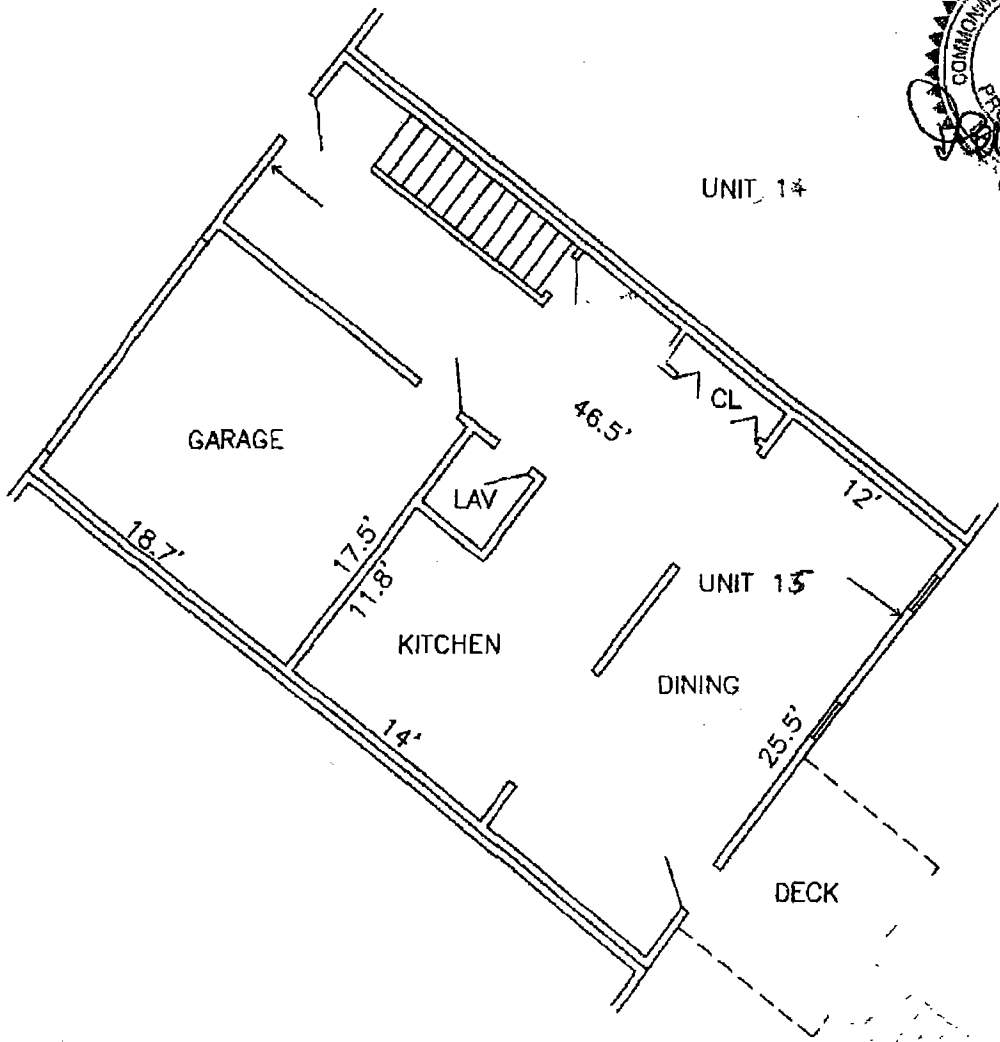 UNIT 14
CL
46.5'
GARAGE
12'
LAV
18.7'
17.5'
11.8'
UNIT 15
KITCHEN
DINING
14'
25.5'
DECK